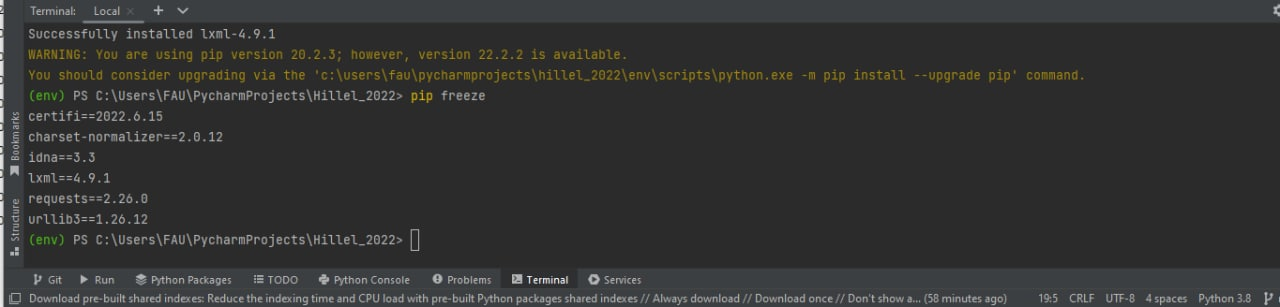 Terminal: Local × + ∨
Successfully installed lxml-4.9.1
WARNING: You are using pip version 20.2.3; however, version 22.2.2 is available.
You should consider upgrading via the 'c:\users\fau\pycharmprojects\hillel_2022\env\scripts\python.exe -m pip install --upgrade pip' command.
(env) PS C:\Users\FAU\PycharmProjects\Hillel_2022> pip freeze
certifi==2022.6.15
charset-normalizer==2.0.12
idna==3.3
lxml==4.9.1
requests==2.26.0
urllib3==1.26.12
(env) PS C:\Users\FAU\PycharmProjects\Hillel_2022>
Bookmarks
Structure
Git Run Python Packages TODO Python Console Problems Terminal Services
Download pre-built shared indexes: Reduce the indexing time and CPU load with pre-built Python packages shared indexes // Always download // Download once // Don't show a... (58 minutes ago) 19:5 CRLF UTF-8 4 spaces Python 3.8